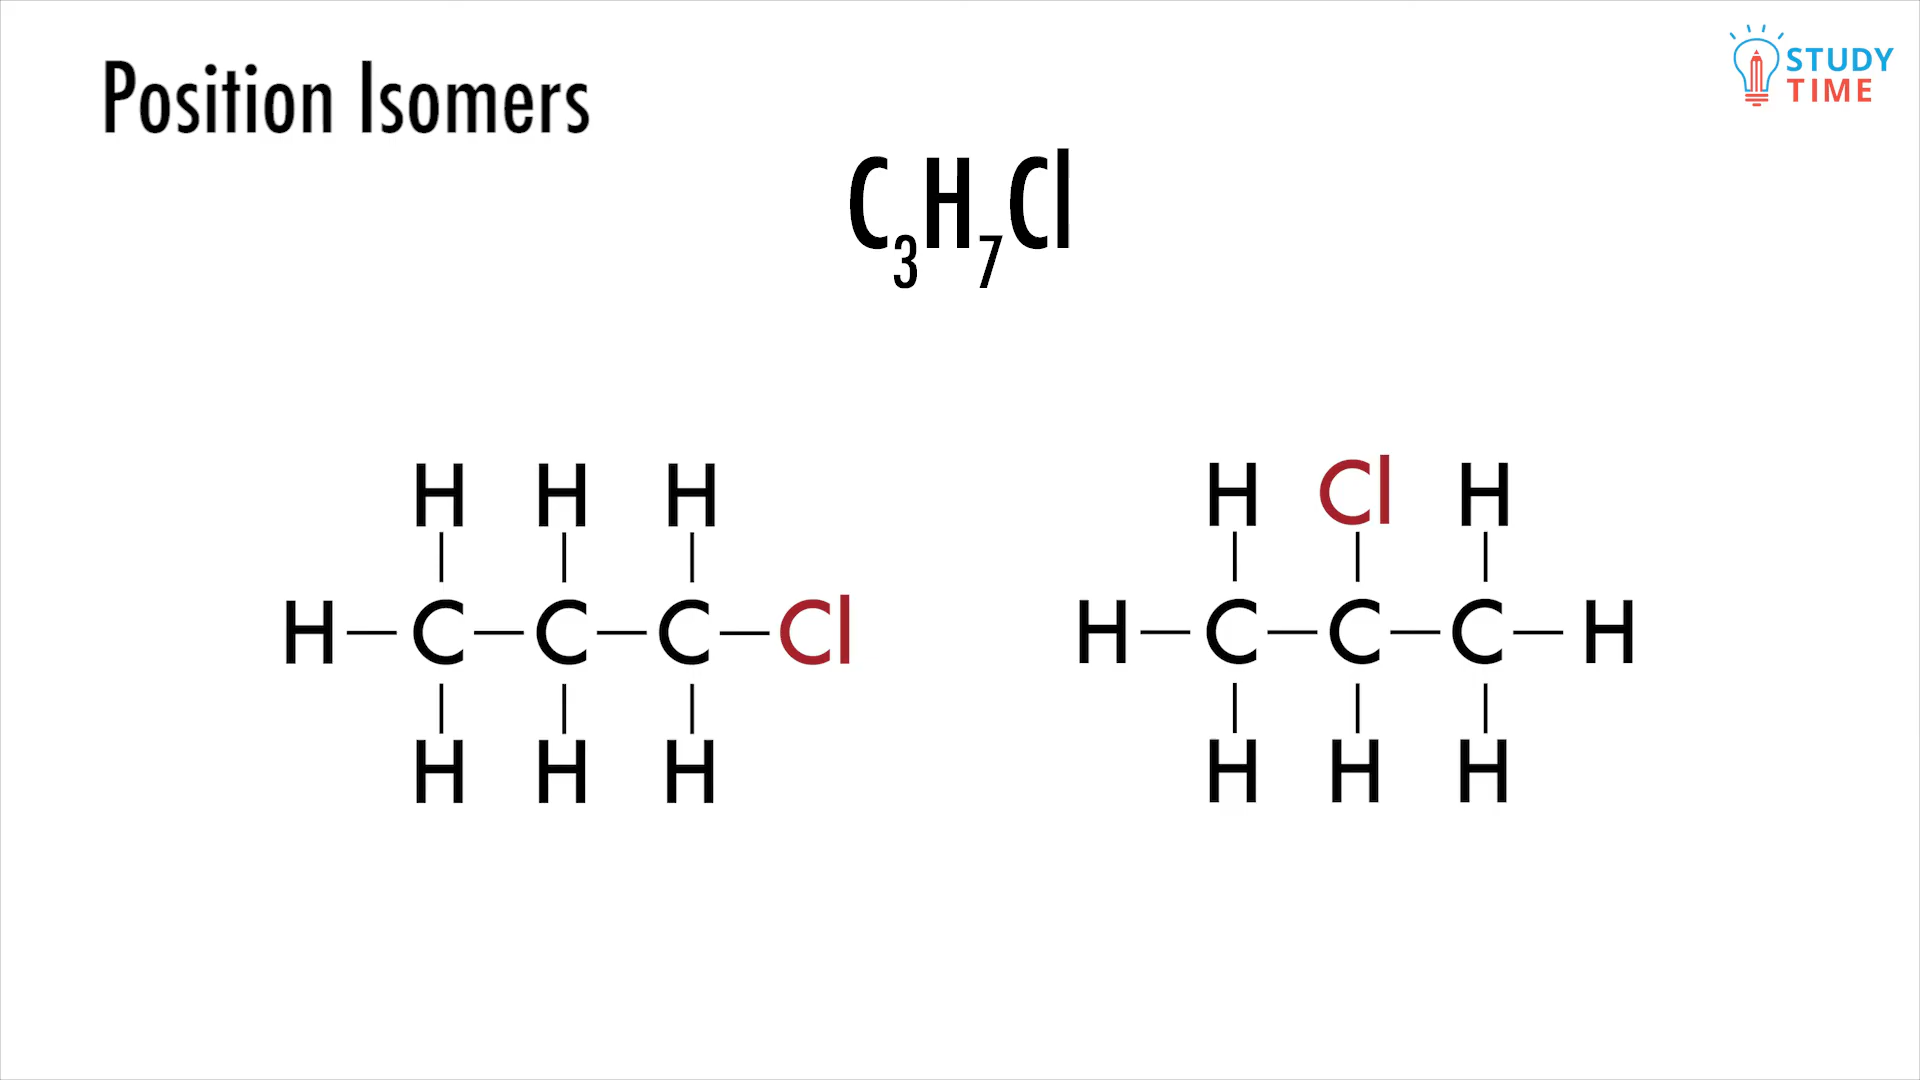 Position Isomers
STUDY
TIME
C3H7Cl
H H H
H C C C Cl
H H H
H Cl H
H C C C H
H H H